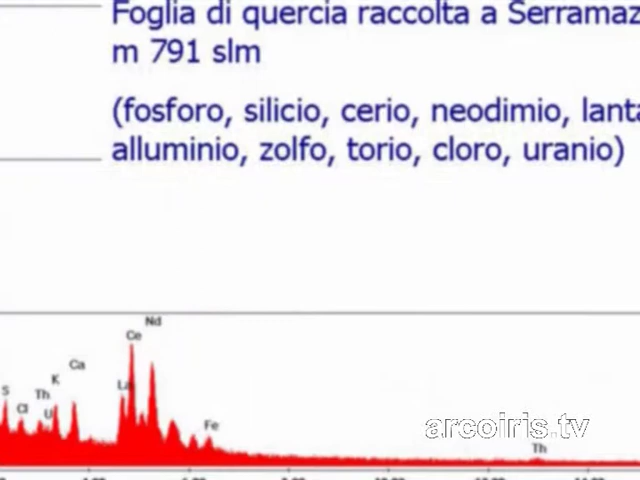 Foglia di quercia raccolta a Serramaz
m 791 slm
(fosforo, silicio, cerio, neodimio, lanta
alluminio, zolfo, torio, cloro, uranio)
Nd
Ce
Ca
K
La
S
Th
Cl
U
Fe
arcoiris.tv
Th